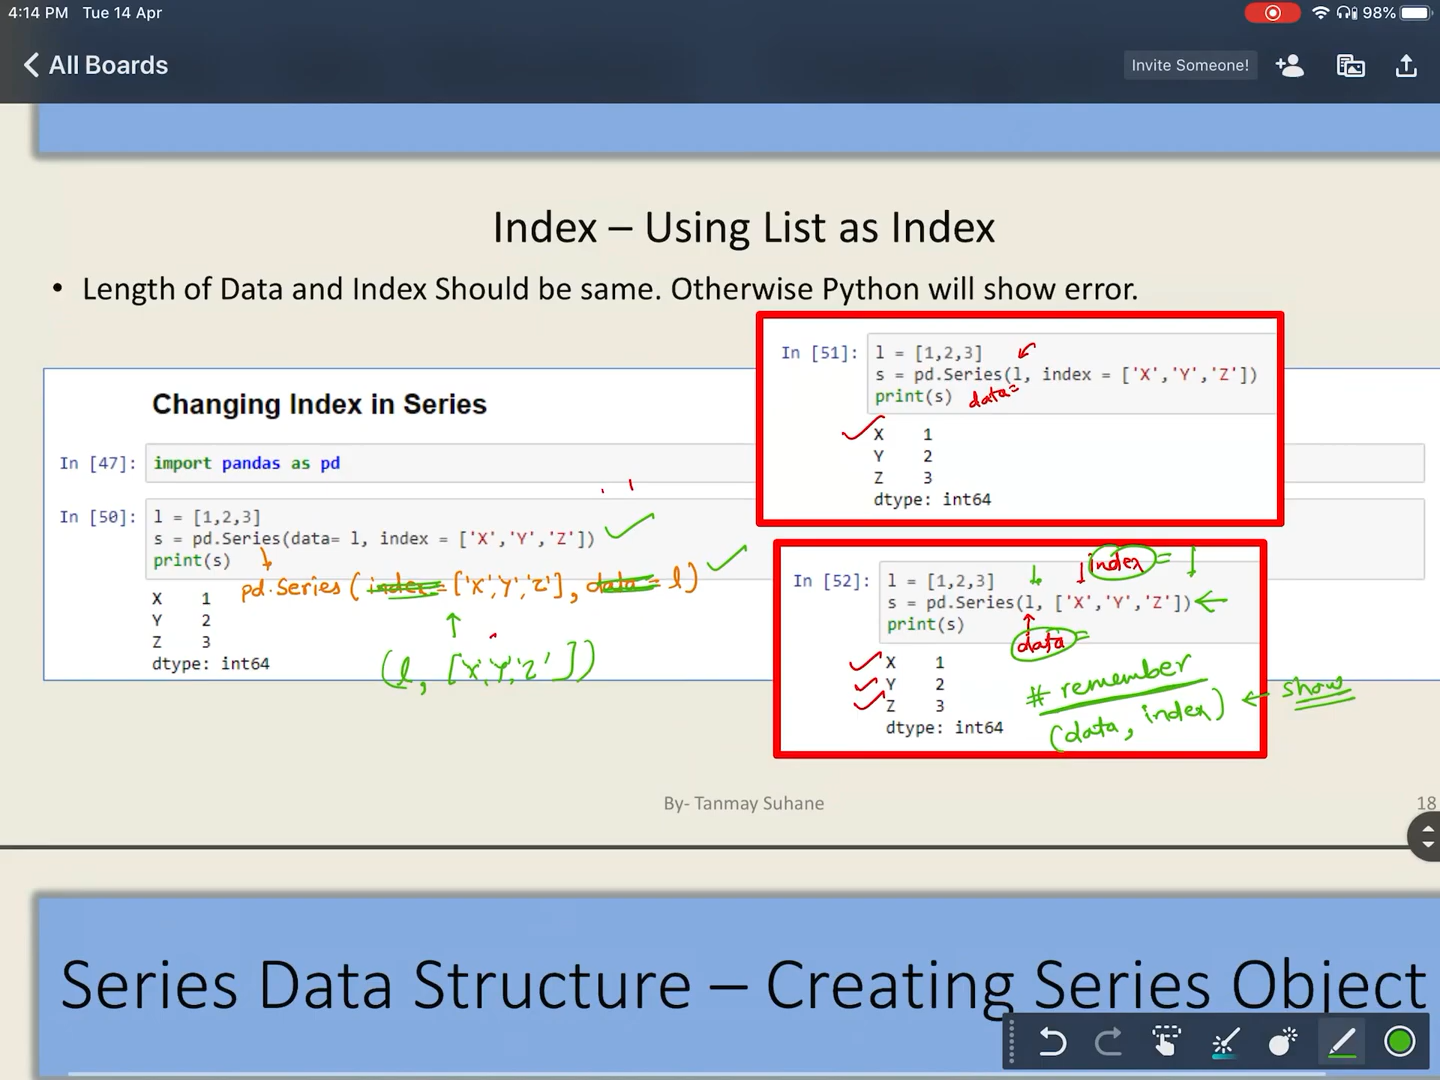 4:14 PM Tue 14 Apr
98%
All Boards
Invite Someone!
Index – Using List as Index
• Length of Data and Index Should be same. Otherwise Python will show error.
Changing Index in Series
In [47]: import pandas as pd
In [50]: l = [1,2,3]
s = pd.Series(data= l, index = ['X','Y','Z'])
print(s)
pd.Series (index = ['X','Y','Z'], data = l)
X 1
Y 2
Z 3
dtype: int64
(l, ['X','Y','Z'])
In [51]: l = [1,2,3]
s = pd.Series(l, index = ['X','Y','Z'])
print(s)
data=
X 1
Y 2
Z 3
dtype: int64
index =
In [52]: l = [1,2,3]
s = pd.Series(l, ['X','Y','Z'])
print(s)
data=
X 1
Y 2
Z 3
dtype: int64
# remember
(data, index) ← show
By- Tanmay Suhane
18
Series Data Structure – Creating Series Object